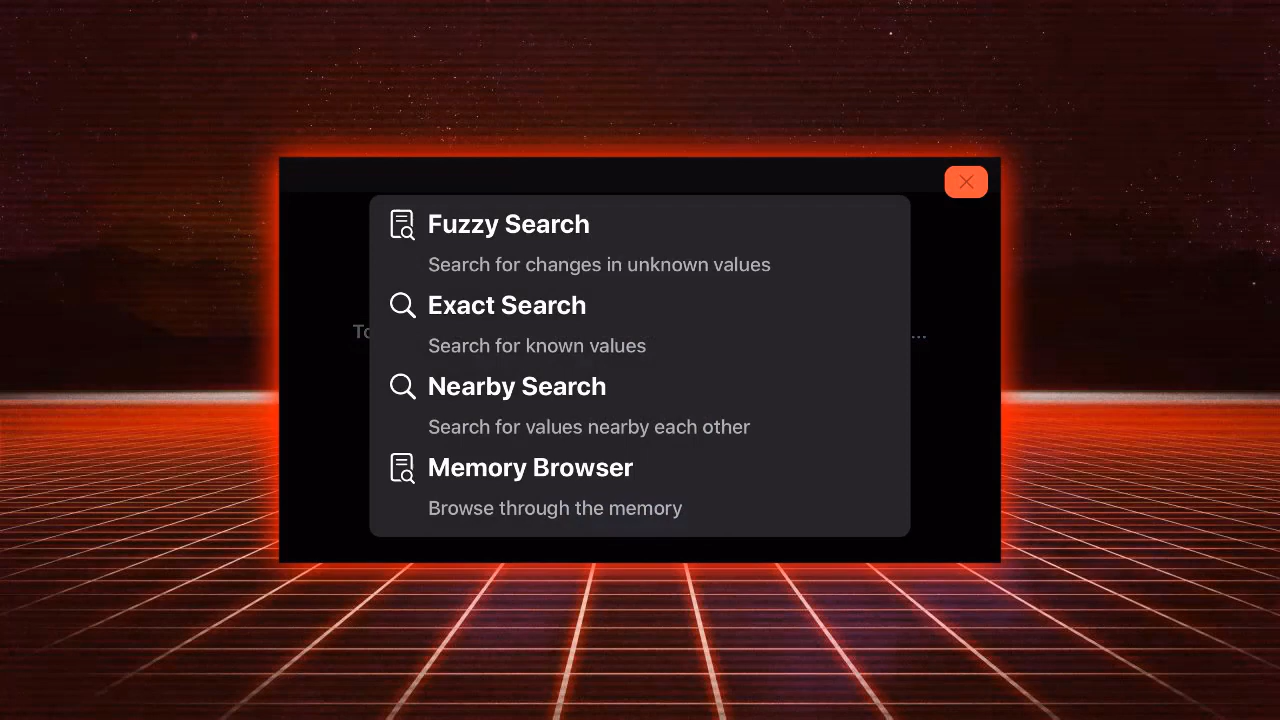 Fuzzy Search
Search for changes in unknown values
Exact Search
Search for known values
To
...
Nearby Search
Search for values nearby each other
Memory Browser
Browse through the memory